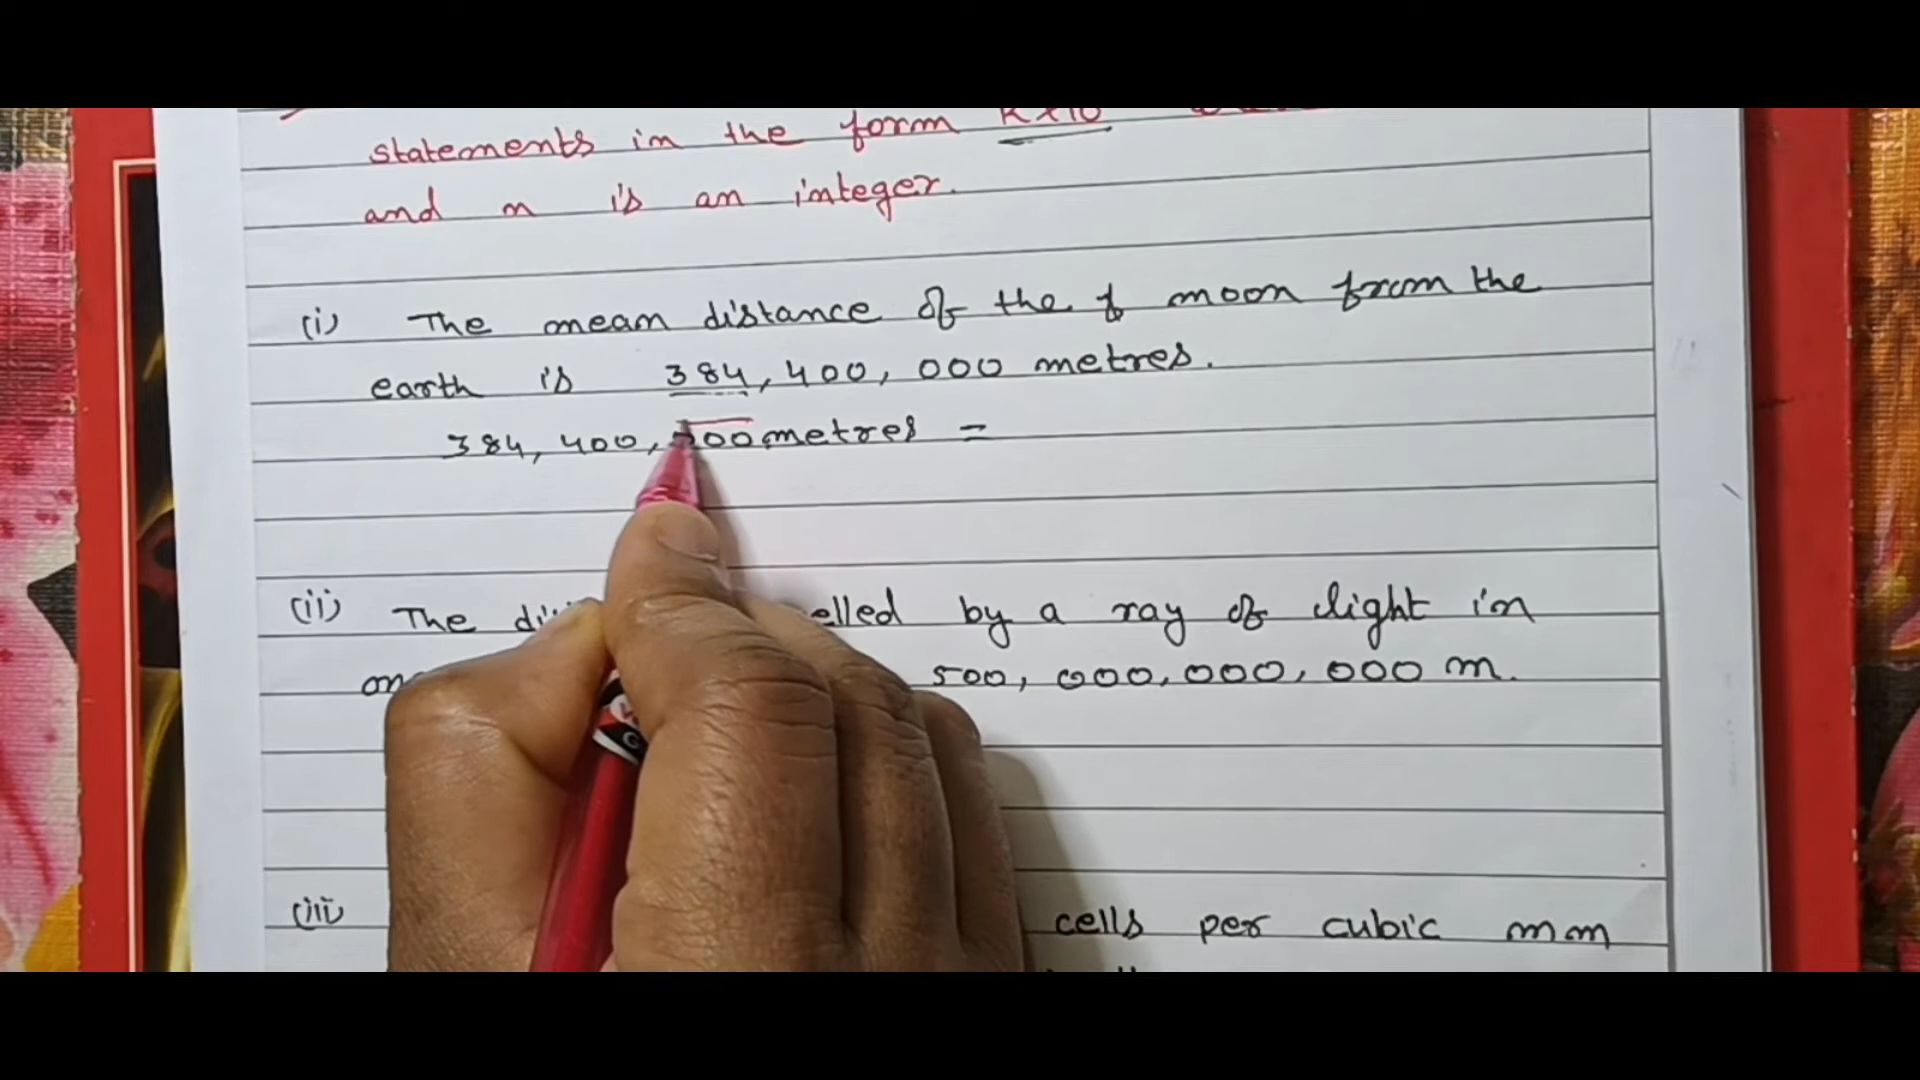 statements in the form K×10
and n is an integer.
(i) The mean distance of the moon from the
earth is 384, 400, 000 metres.
384, 400, 000 metres =
(ii) The elled by a ray of light in
500, 000, 000, 000 m.
(iii) cells per cubic mm